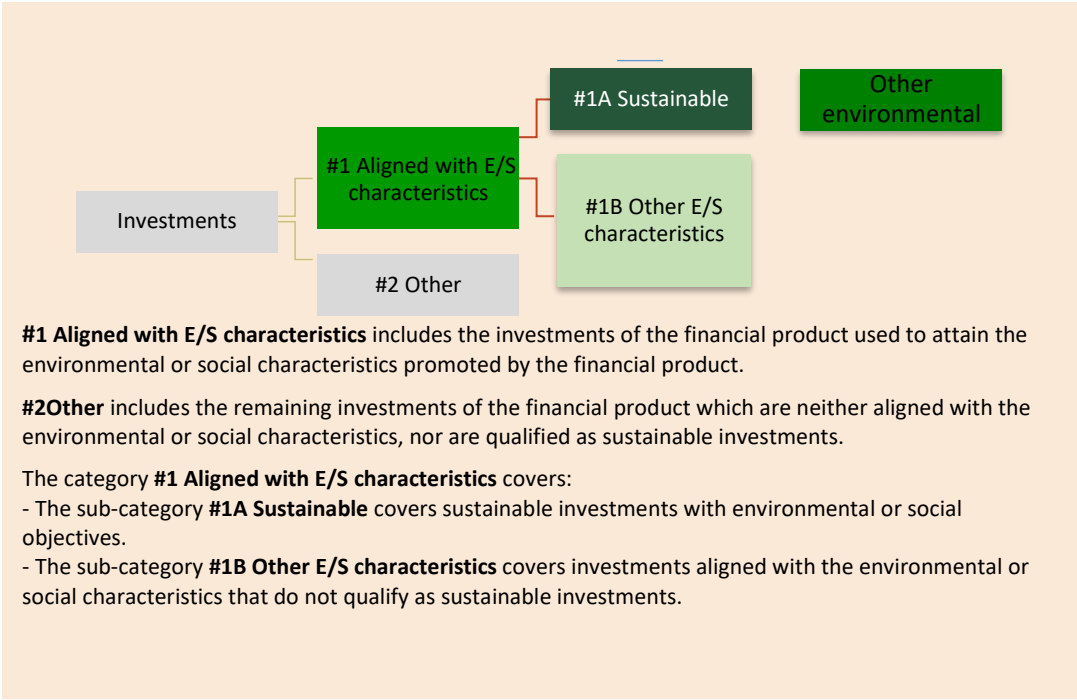 #1A Sustainable
Other
environmental
#1 Aligned with E/S
characteristics
#1B Other E/S
characteristics
Investments
#2 Other
#1 Aligned with E/S characteristics includes the investments of the financial product used to attain the
environmental or social characteristics promoted by the financial product.
#2Other includes the remaining investments of the financial product which are neither aligned with the
environmental or social characteristics, nor are qualified as sustainable investments.
The category #1 Aligned with E/S characteristics covers:
- The sub-category #1A Sustainable covers sustainable investments with environmental or social
objectives.
- The sub-category #1B Other E/S characteristics covers investments aligned with the environmental or
social characteristics that do not qualify as sustainable investments.